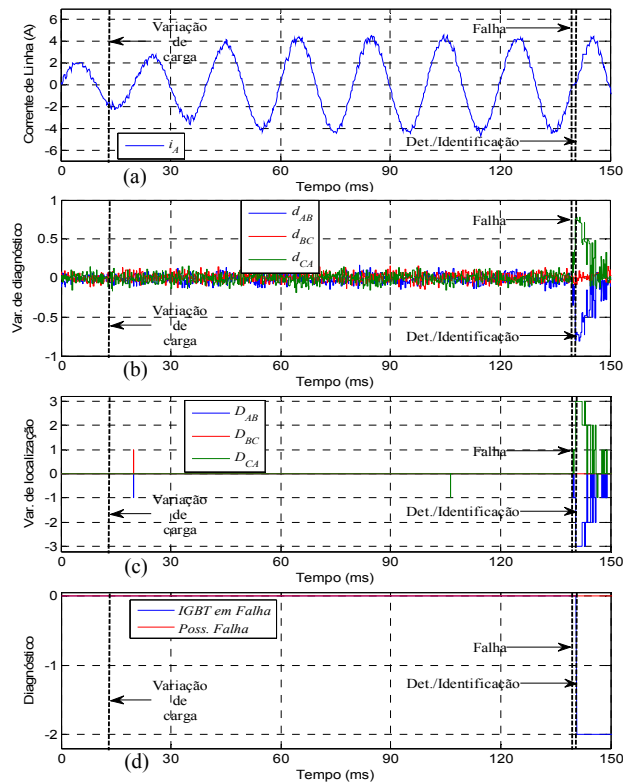 6
4
2
0
-2
-4
-6
Corrente de Linha (A)
Variação
de
carga
Falha
Det./Identificação
i_A
0
30
60
90
120
150
(a)
Tempo (ms)
1
0.5
0
-0.5
-1
Var. de diagnóstico
d_AB
d_BC
d_CA
Falha
Variação
de
carga
Det./Identificação
0
30
60
90
120
150
(b)
Tempo (ms)
3
2
1
0
-1
-2
-3
Var. de localização
D_AB
D_BC
D_CA
Falha
Variação
de
carga
Det./Identificação
0
30
60
90
120
150
(c)
Tempo (ms)
0
-1
-2
Diagnóstico
IGBT em Falha
Poss. Falha
Falha
Det./Identificação
Variação
de
carga
0
30
60
90
120
150
(d)
Tempo (ms)